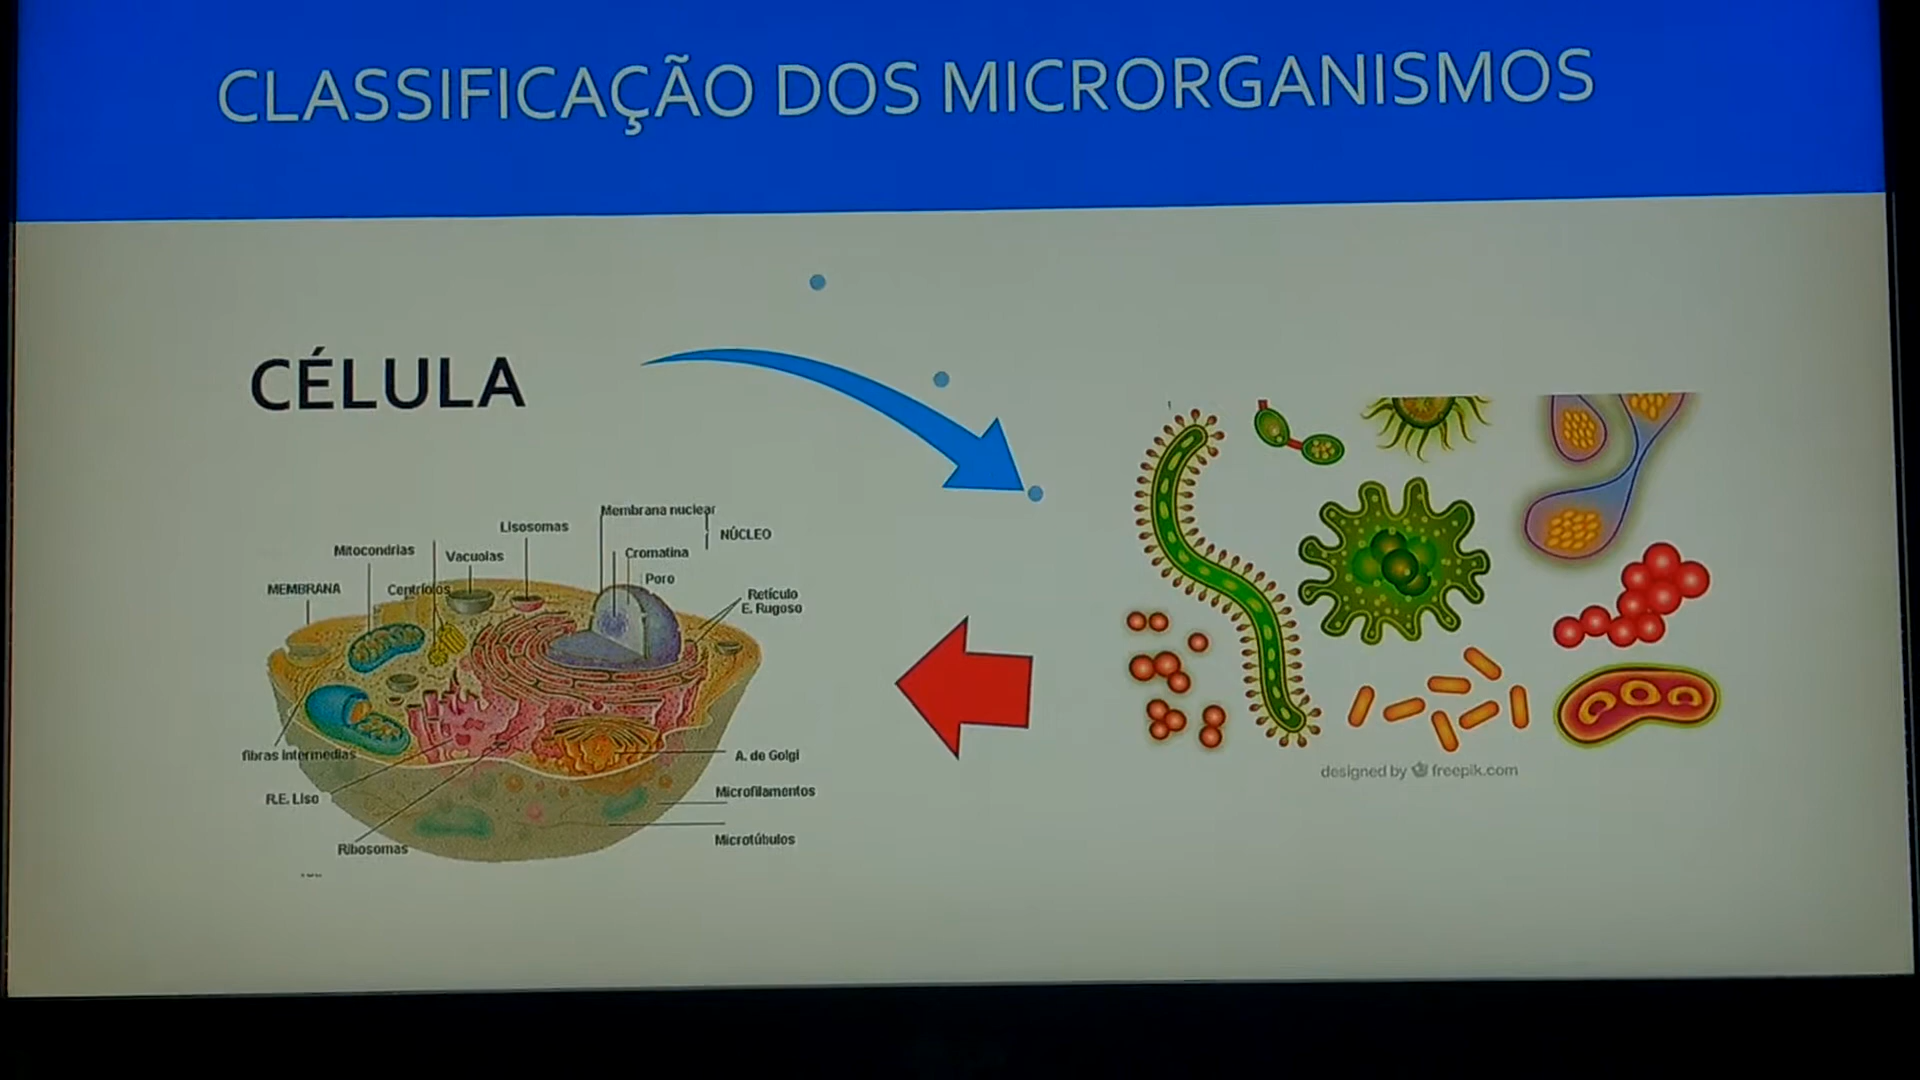 CLASSIFICAÇÃO DOS MICRORGANISMOS
CÉLULA
Membrana nuclear
NÚCLEO
Lisosomas
Mitocondrias
Vacuolas
Cromatina
Poro
MEMBRANA
Centríolos
Retículo
E. Rugoso
fibras intermedias
A. de Golgi
R.E. Liso
Microfilamentos
Ribosomas
Microtúbulos
designed by freepik.com